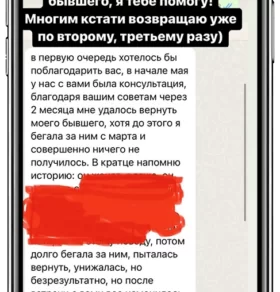 бывшего, я тебе помогу!
Многим кстати возвращаю уже
по второму, третьему разу)
в первую очередь хотелось бы
поблагодарить вас, в начале мая
у нас с вами была консультация,
благодаря вашим советам через
2 месяца мне удалось вернуть
моего бывшего, хотя до этого я
бегала за ним с марта и
совершенно ничего не
получилось. В кратце напомню
историю:
потом
долго бегала за ним, пыталась
вернуть, унижалась, но
безрезультатно, но после